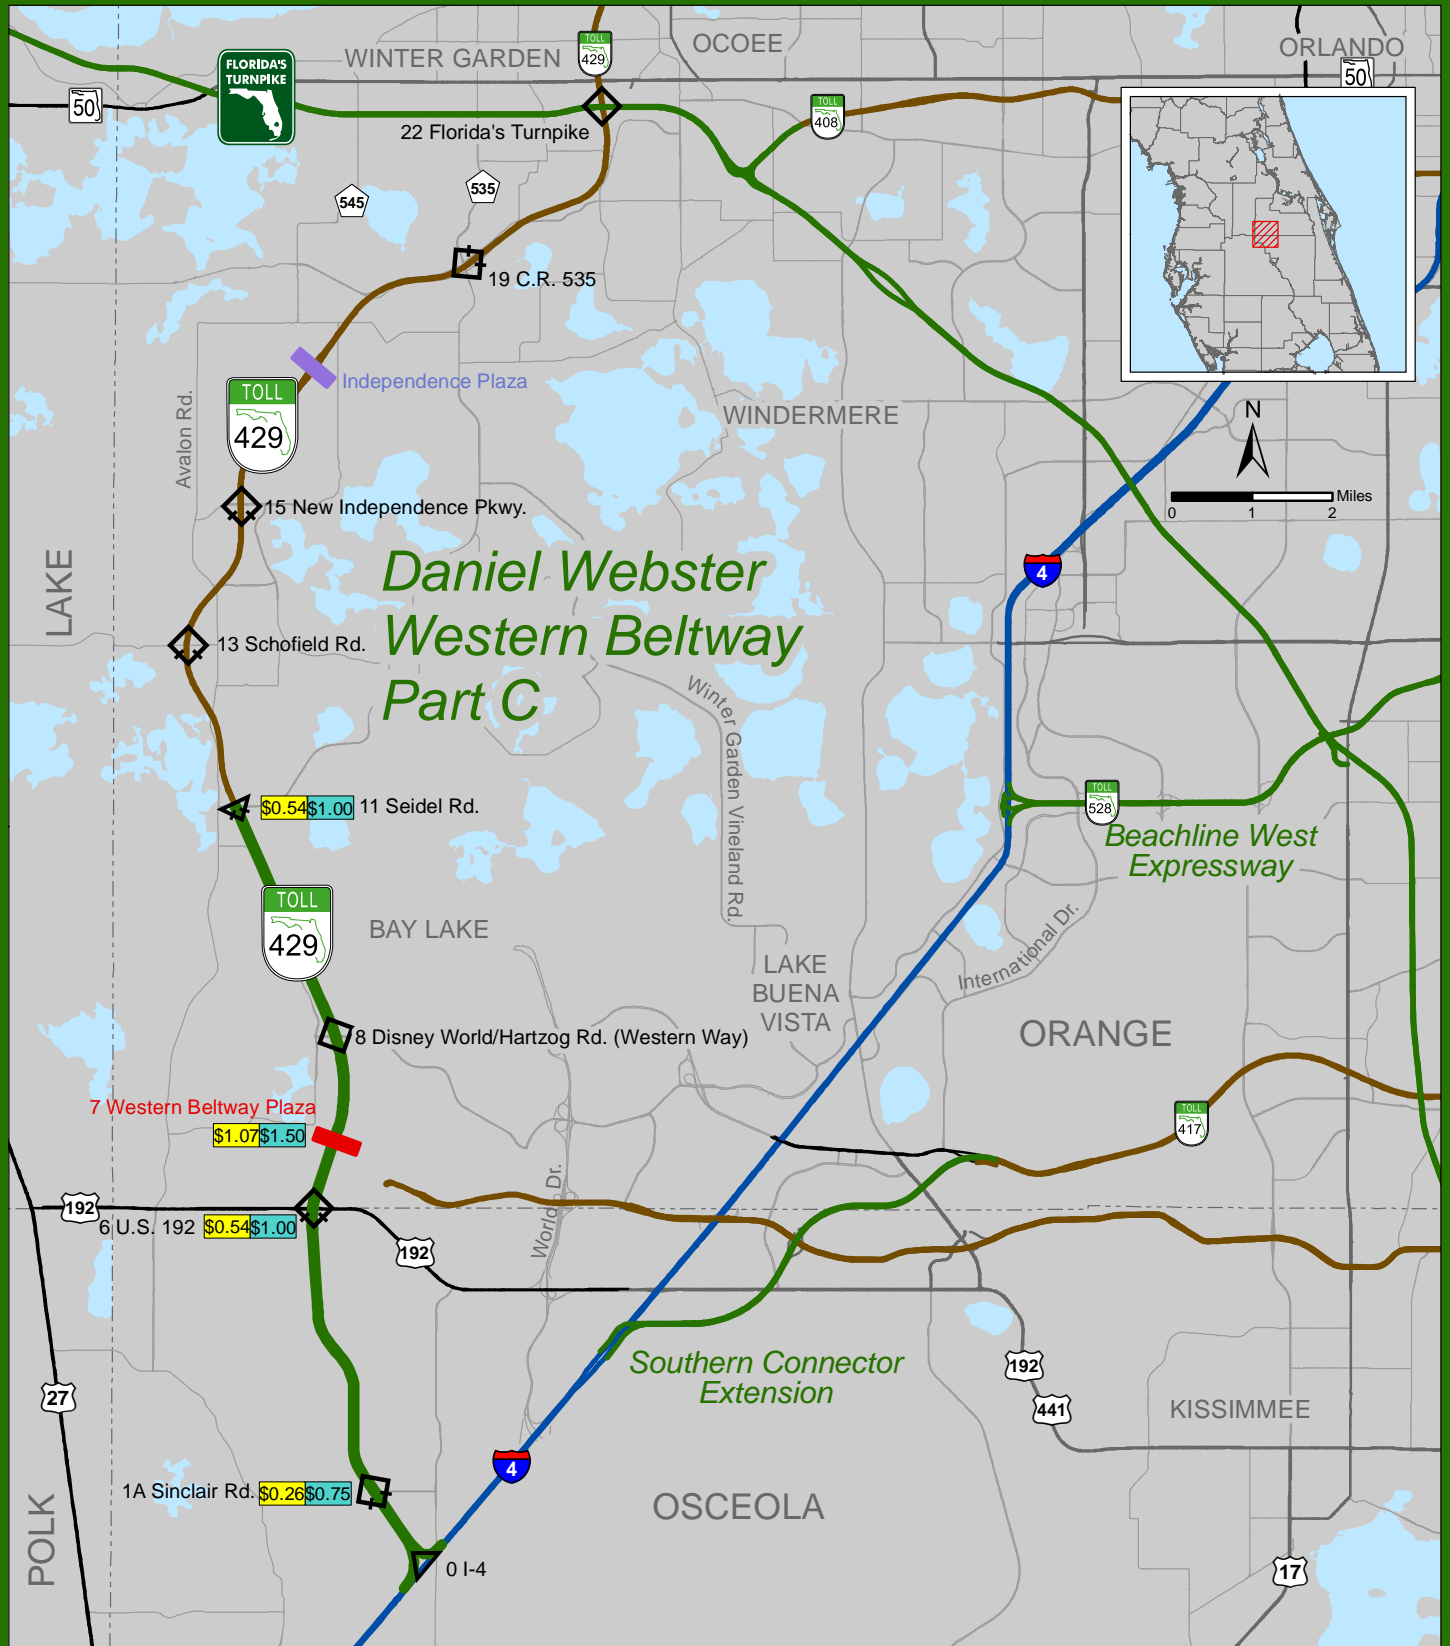 WINTER GARDEN
OCOEE
ORLANDO
TOLL
429
50
50
FLORIDA'S
TURNPIKE
TOLL
408
22 Florida's Turnpike
545
535
19 C.R. 535
Independence Plaza
TOLL
429
Avalon Rd.
WINDERMERE
N
Miles
0 1 2
15 New Independence Pkwy.
LAKE
Daniel Webster
Western Beltway
Part C
4
13 Schofield Rd.
Winter Garden Vineland Rd.
$0.54 $1.00 11 Seidel Rd.
TOLL
528
Beachline West
Expressway
TOLL
429
BAY LAKE
LAKE
BUENA
VISTA
International Dr.
ORANGE
8 Disney World/Hartzog Rd. (Western Way)
7 Western Beltway Plaza
$1.07 $1.50
TOLL
417
192
6 U.S. 192 $0.54 $1.00
192
World Dr.
Southern Connector
Extension
192
441
27
KISSIMMEE
4
1A Sinclair Rd. $0.26 $0.75
OSCEOLA
POLK
0 I-4
17